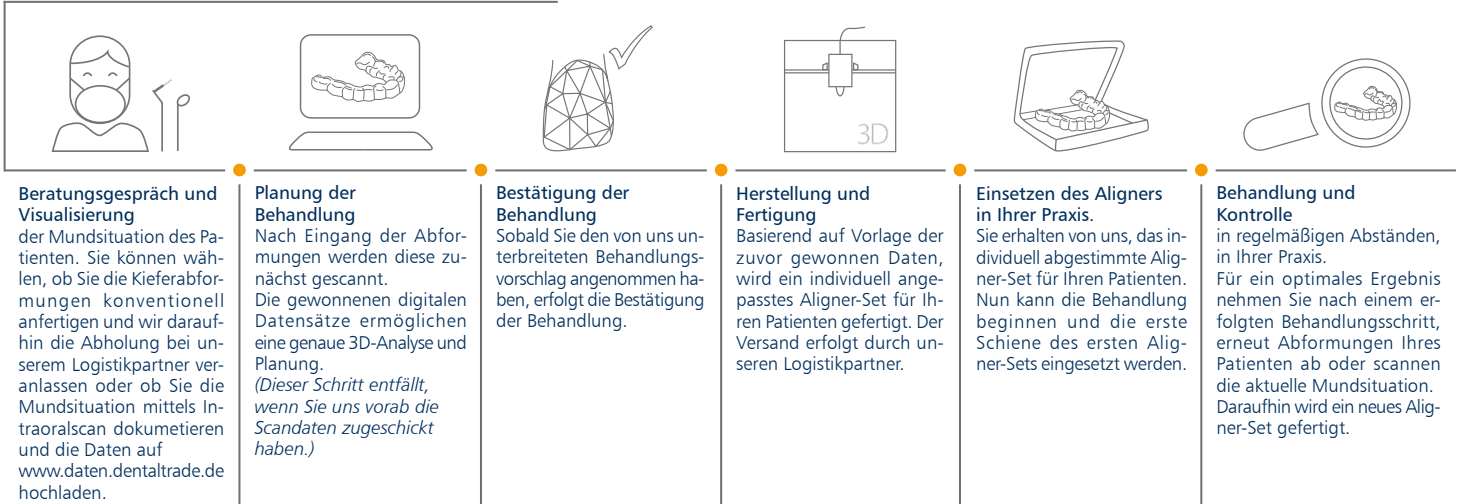 3D
Beratungsgespräch und
Visualisierung
der Mundsituation des Pa-
tienten. Sie können wäh-
len, ob Sie die Kieferabfor-
mungen konventionell
anfertigen und wir darauf-
hin die Abholung bei un-
serem Logistikpartner ver-
anlassen oder ob Sie die
Mundsituation mittels In-
traoralscan dokumetieren
und die Daten auf
www.daten.dentaltrade.de
hochladen.
Planung der
Behandlung
Nach Eingang der Abfor-
mungen werden diese zu-
nächst gescannt.
Die gewonnenen digitalen
Datensätze ermöglichen
eine genaue 3D-Analyse und
Planung.
(Dieser Schritt entfällt,
wenn Sie uns vorab die
Scandaten zugeschickt
haben.)
Bestätigung der
Behandlung
Sobald Sie den von uns un-
terbreiteten Behandlungs-
vorschlag angenommen ha-
ben, erfolgt die Bestätigung
der Behandlung.
Herstellung und
Fertigung
Basierend auf Vorlage der
zuvor gewonnen Daten,
wird ein individuell ange-
passtes Aligner-Set für Ih-
ren Patienten gefertigt. Der
Versand erfolgt durch un-
seren Logistikpartner.
Einsetzen des Aligners
in Ihrer Praxis.
Sie erhalten von uns, das in-
dividuell abgestimmte Alig-
ner-Set für Ihren Patienten.
Nun kann die Behandlung
beginnen und die erste
Schiene des ersten Alig-
ner-Sets eingesetzt werden.
Behandlung und
Kontrolle
in regelmäßigen Abständen,
in Ihrer Praxis.
Für ein optimales Ergebnis
nehmen Sie nach einem er-
folgten Behandlungsschritt,
erneut Abformungen Ihres
Patienten ab oder scannen
die aktuelle Mundsituation.
Daraufhin wird ein neues Alig-
ner-Set gefertigt.